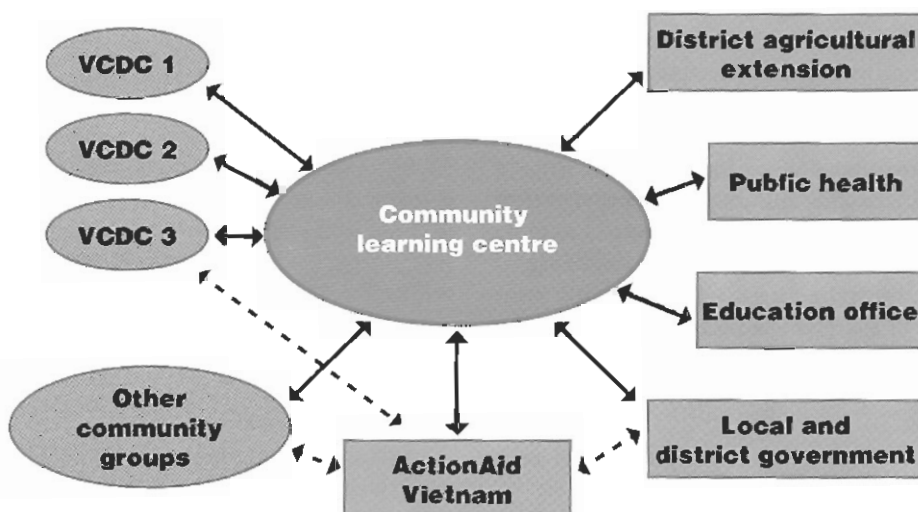 VCDC 1
VCDC 2
VCDC 3
Other
community
groups
Community
learning centre
ActionAid
Vietnam
District agricultural
extension
Public health
Education office
Local and
district government